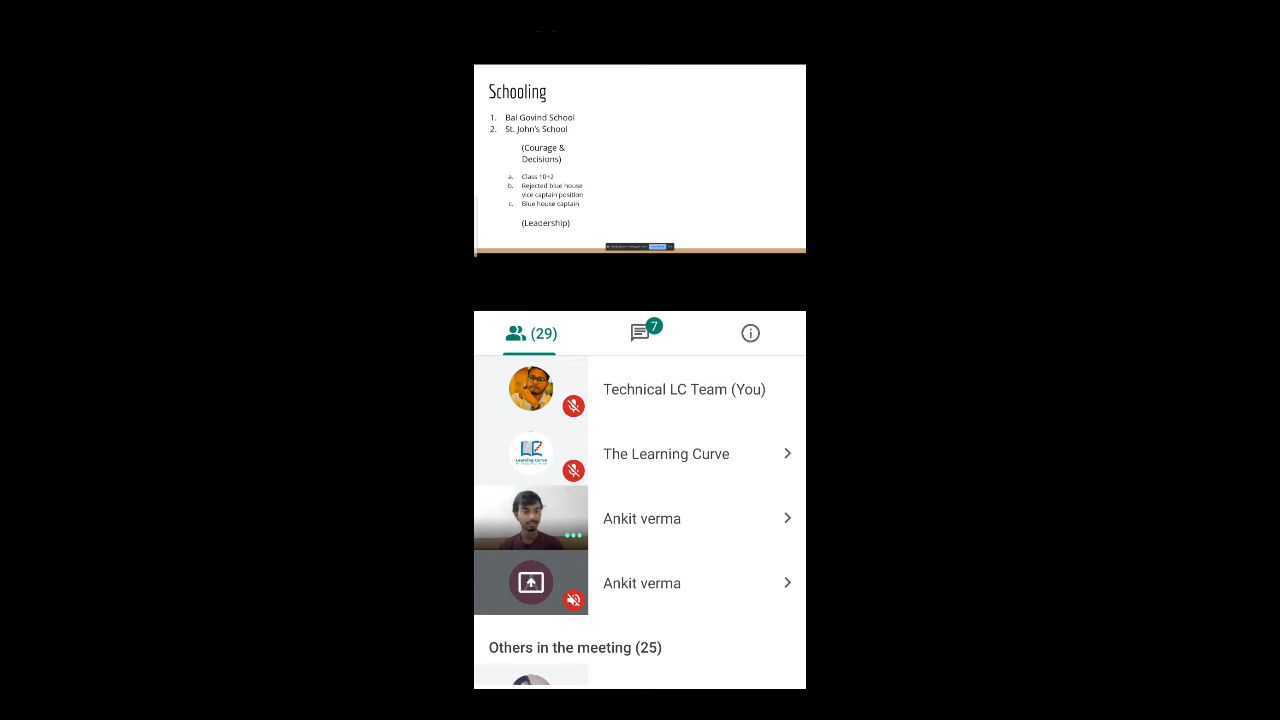 Schooling
1. Bal Govind School
2. St. John's School
(Courage &
Decisions)
a. Class 10+2
b. Rejected blue house
vice captain position
c. Blue house captain
(Leadership)
(29)
7
Technical LC Team (You)
Learning Curve
The Learning Curve
Ankit verma
Ankit verma
Others in the meeting (25)